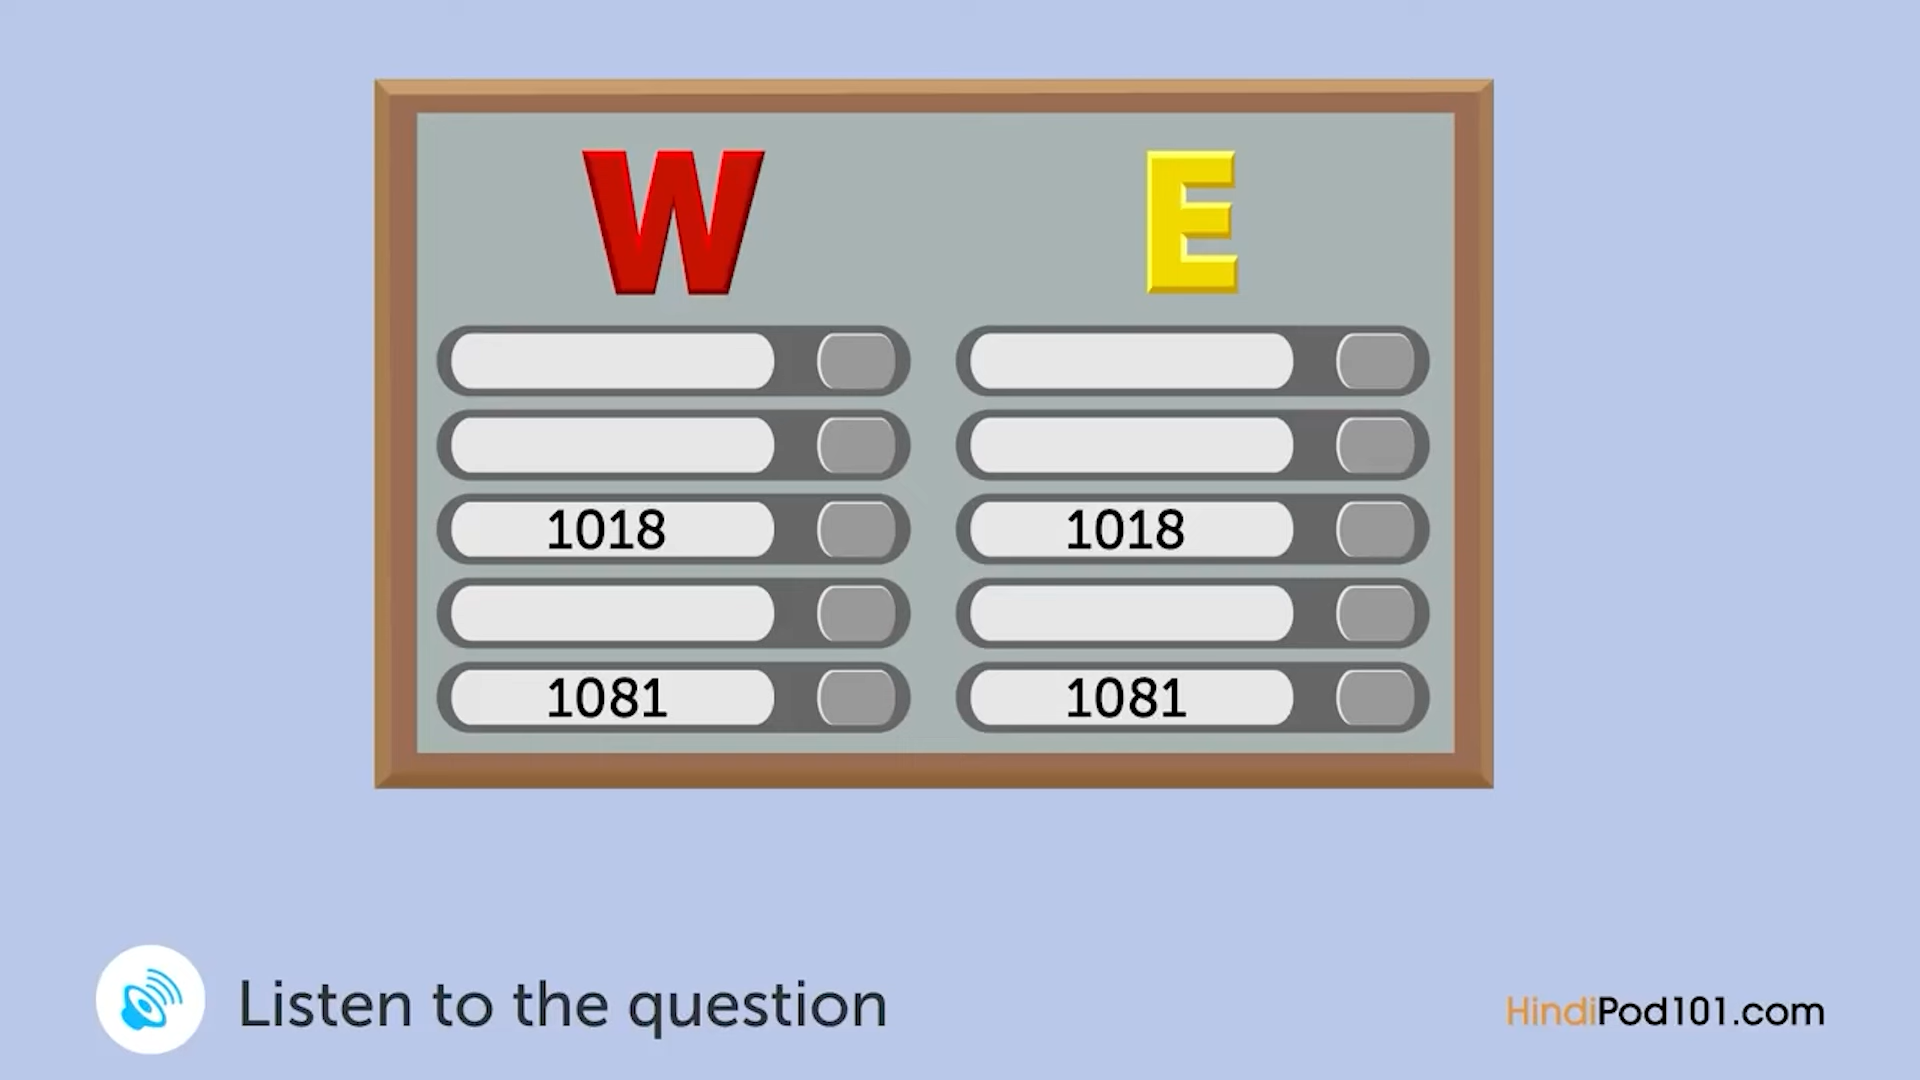 W E
1018 1018
1081 1081
Listen to the question
HindiPod101.com